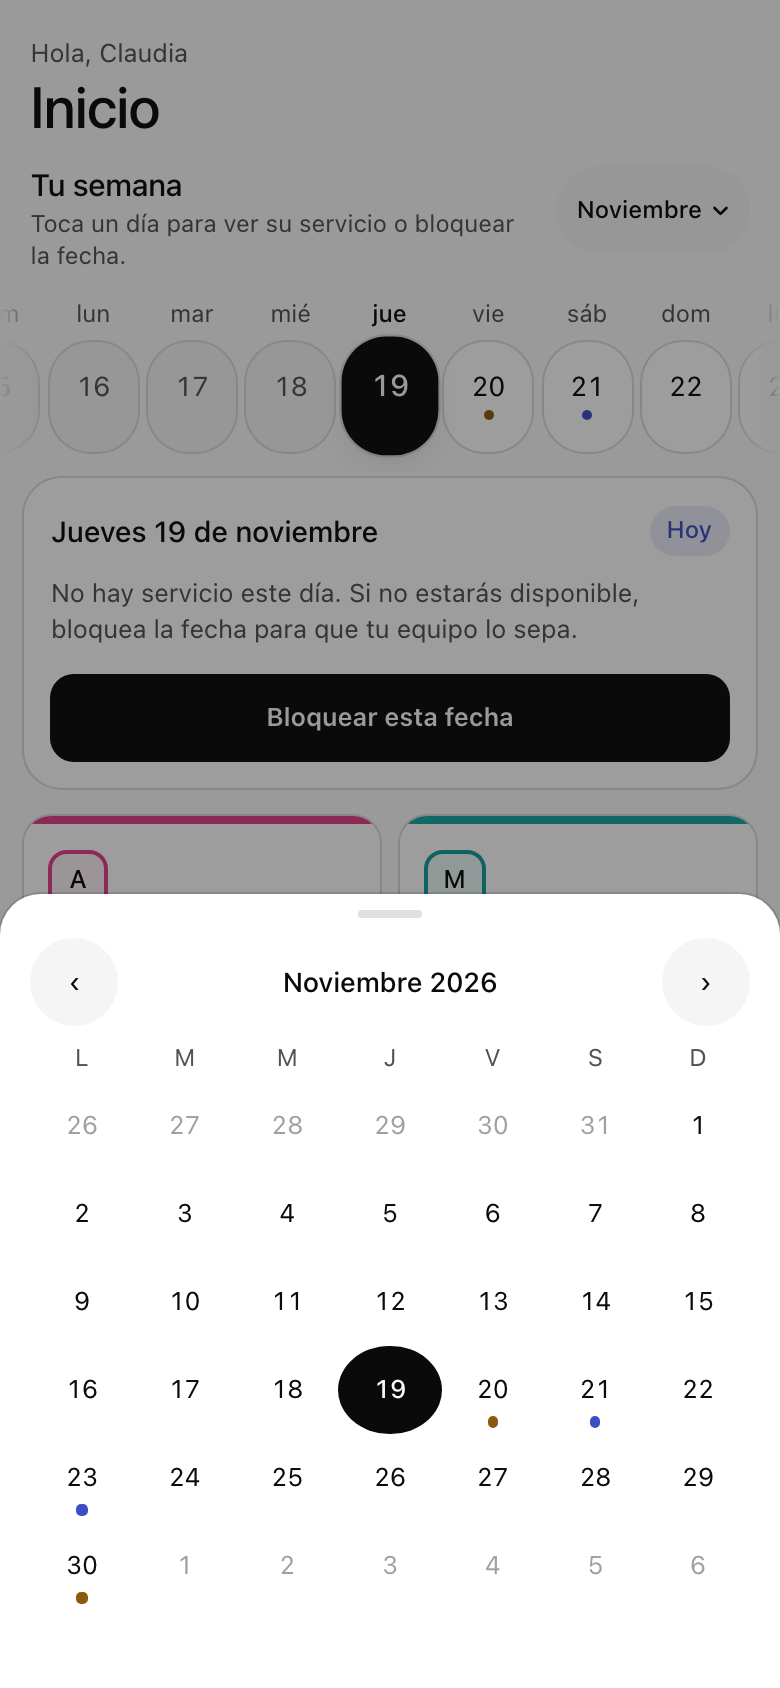 Hola, Claudia
Inicio
Tu semana
Toca un día para ver su servicio o bloquear
la fecha.
Noviembre
lun mar mié jue vie sáb dom
16 17 18 19 20 21 22
Jueves 19 de noviembre
Hoy
No hay servicio este día. Si no estarás disponible,
bloquea la fecha para que tu equipo lo sepa.
Bloquear esta fecha
A
M
‹ Noviembre 2026 ›
L M M J V S D
26 27 28 29 30 31 1
2 3 4 5 6 7 8
9 10 11 12 13 14 15
16 17 18 19 20 21 22
23 24 25 26 27 28 29
30 1 2 3 4 5 6